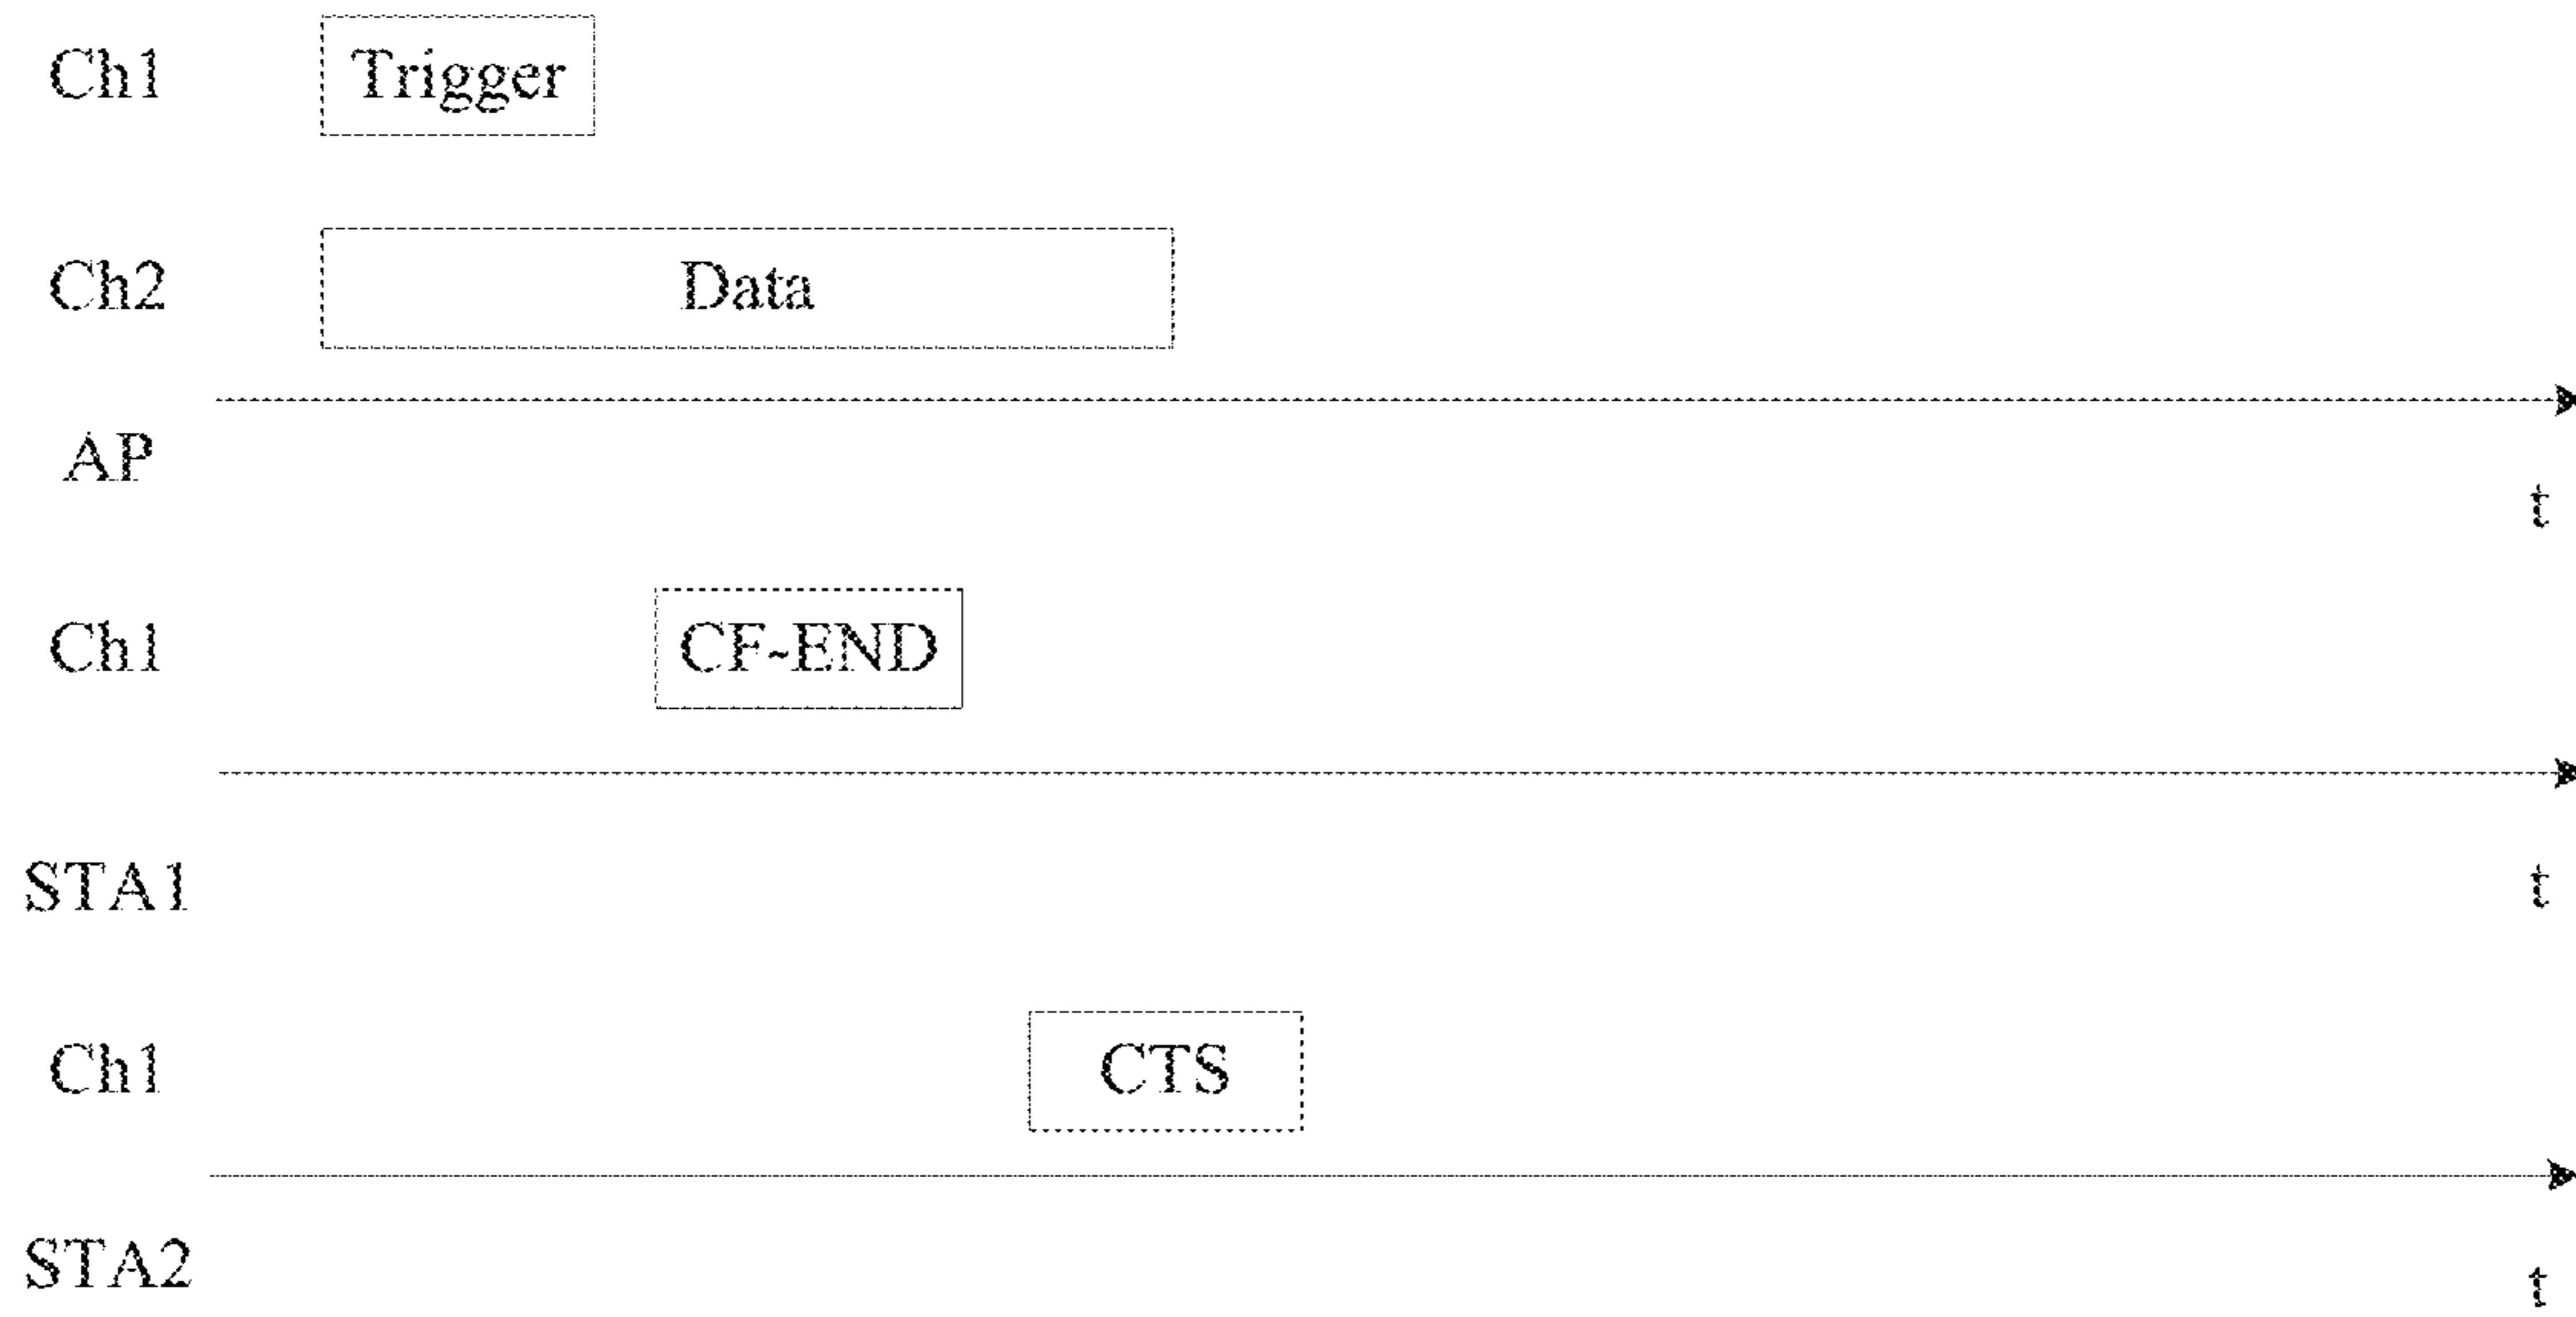 Ch1 Trigger
Ch2 Data
AP
t
Ch1 CF-END
STA1 t
Ch1 CTS
STA2 t